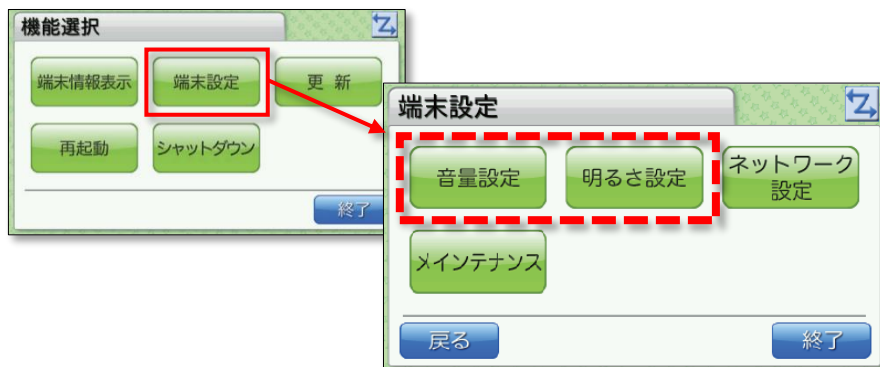 機能選択
端末情報表示
端末設定
更 新
再起動
シャットダウン
終了
端末設定
音量設定
明るさ設定
ネットワーク
設定
メインテナンス
戻る
終了